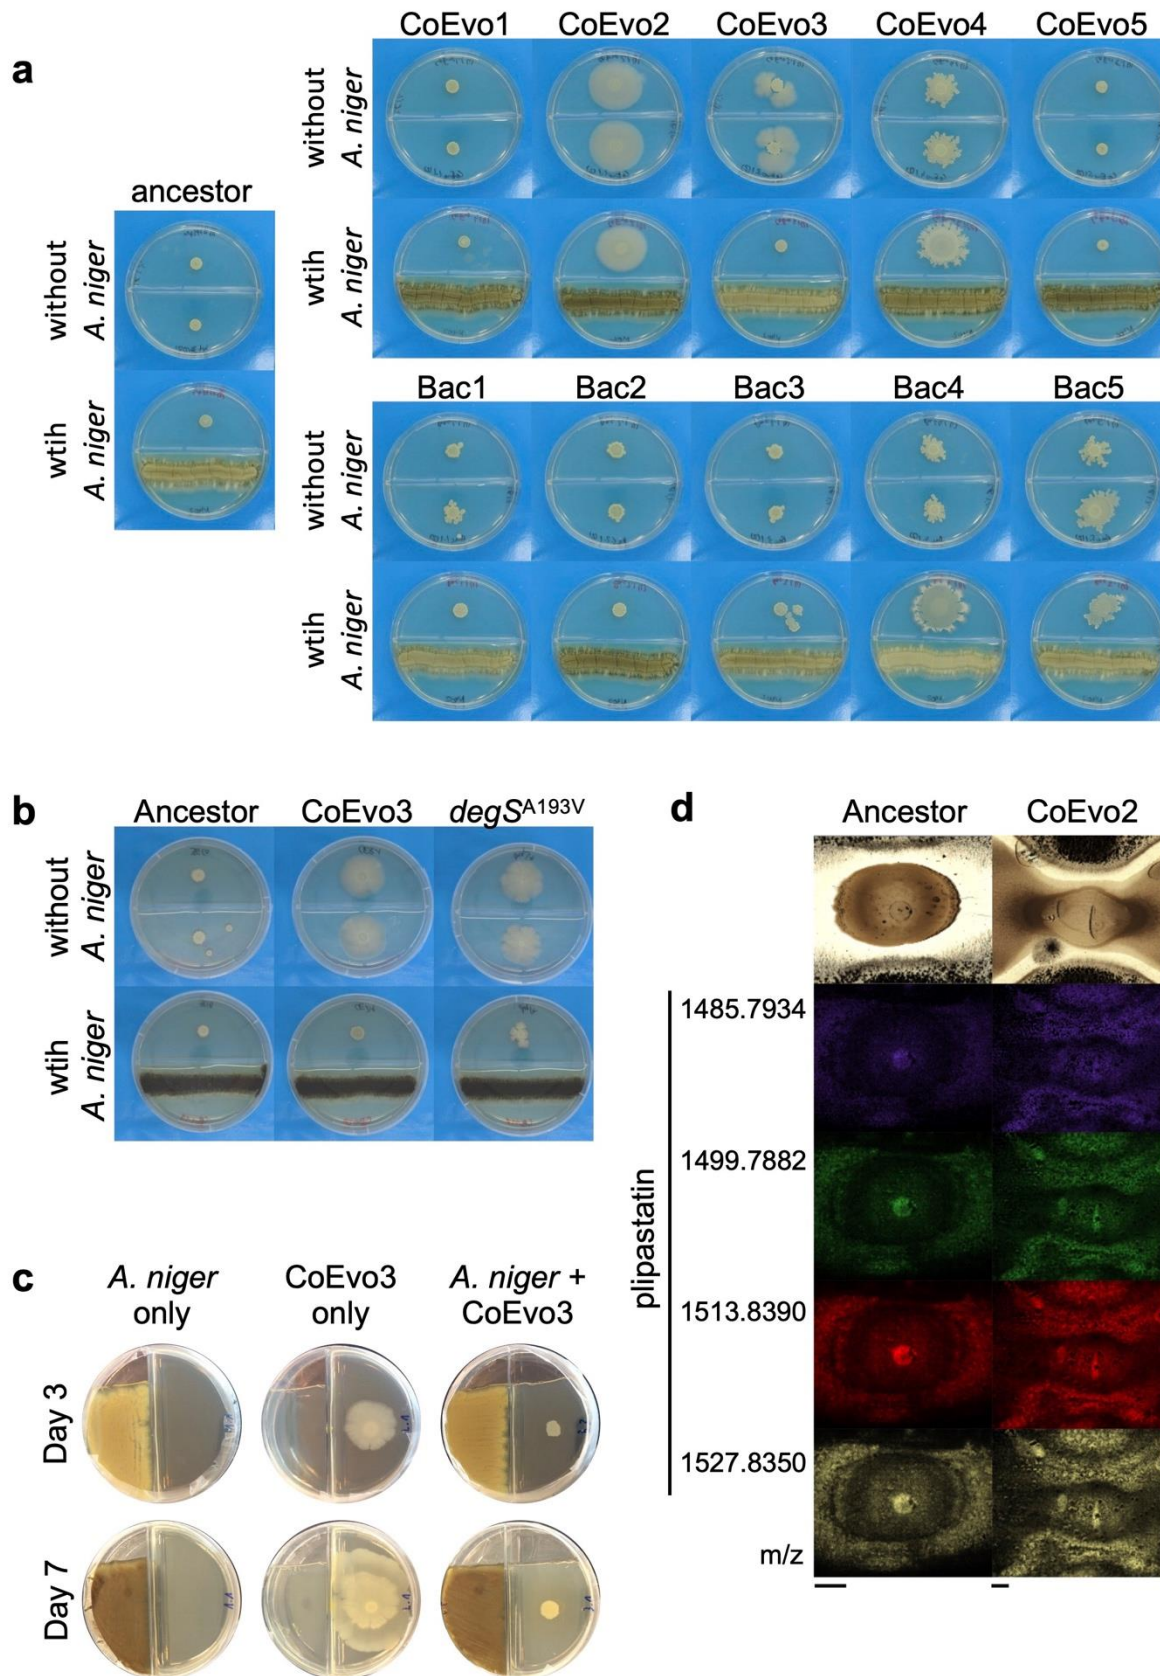 a
CoEvo1 CoEvo2 CoEvo3 CoEvo4 CoEvo5
without
A. niger
wtih
A. niger
ancestor
without
A. niger
wtih
A. niger
Bac1 Bac2 Bac3 Bac4 Bac5
without
A. niger
wtih
A. niger
b
Ancestor CoEvo3 degS^A193V
without
A. niger
wtih
A. niger
c
A. niger
only
CoEvo3
only
A. niger +
CoEvo3
Day 3
Day 7
d
Ancestor CoEvo2
plipastatin
1485.7934
1499.7882
1513.8390
1527.8350
m/z